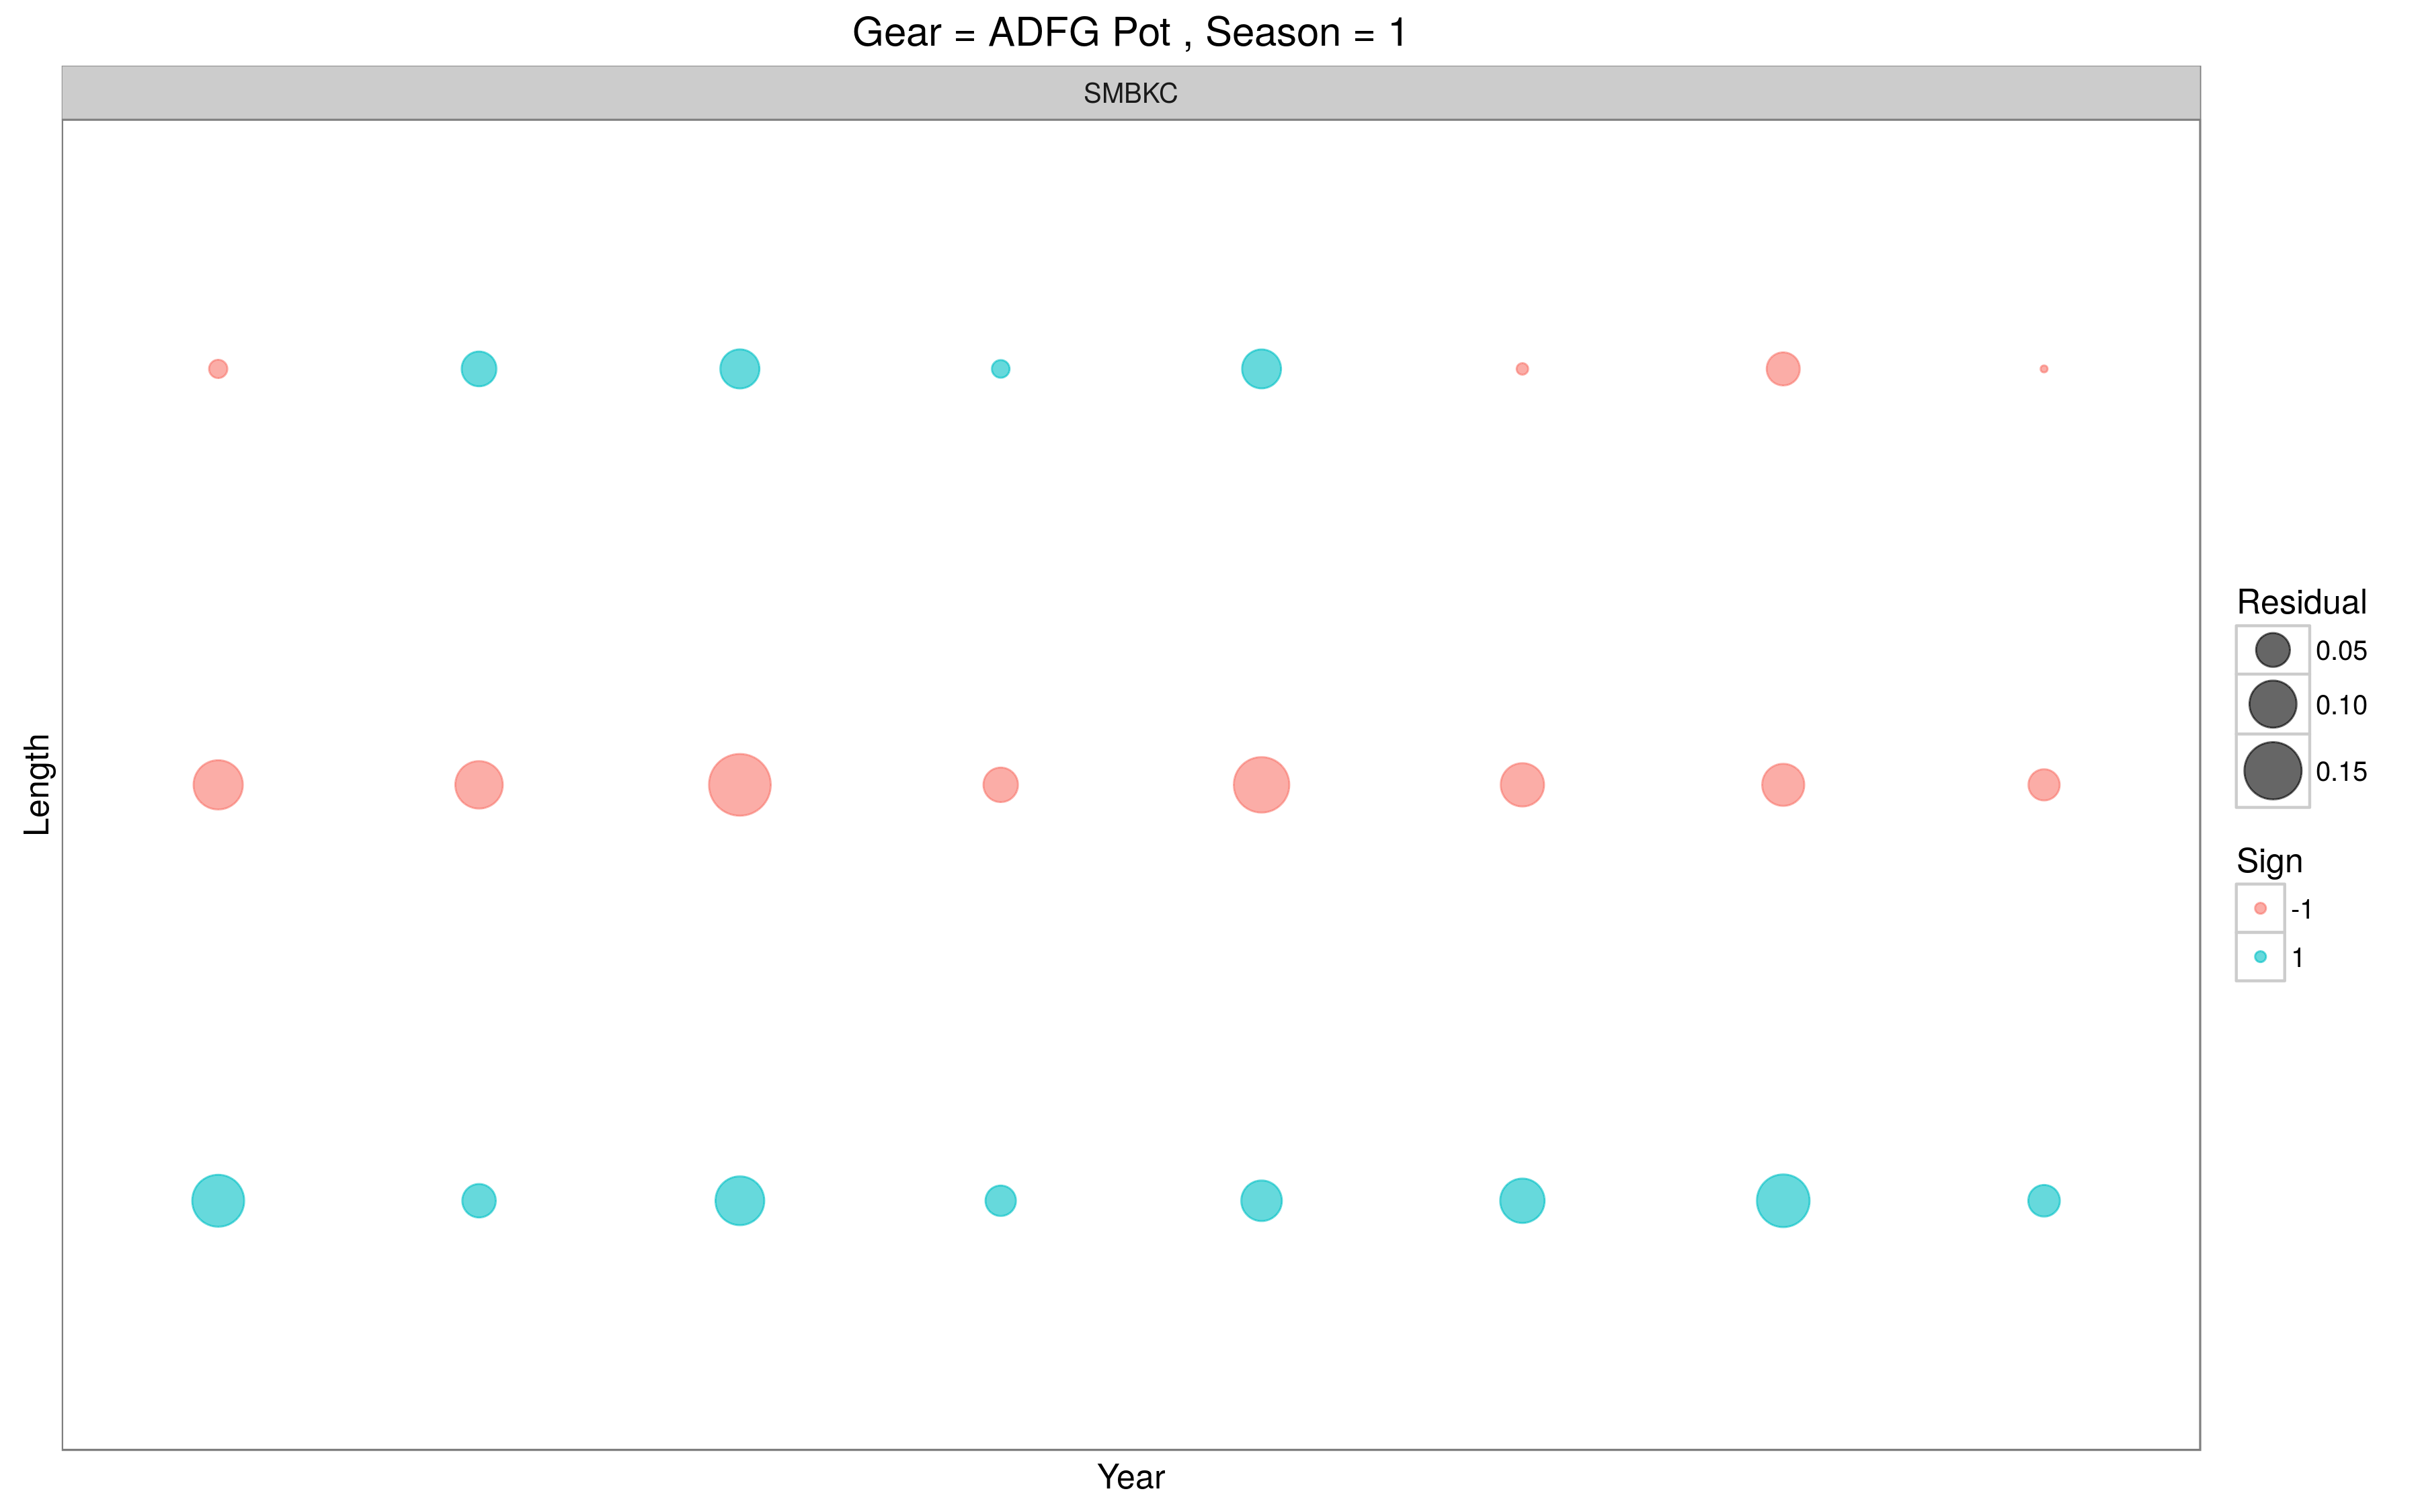 Gear = ADFG Pot , Season = 1
SMBKC
Length
Year
Residual
0.05
0.10
0.15
Sign
-1
1